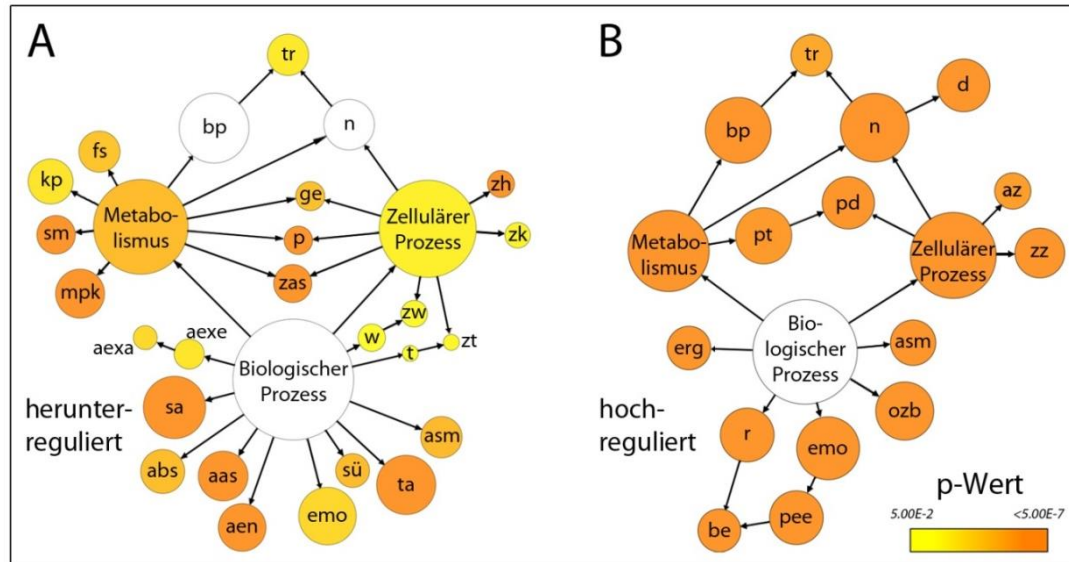 A
tr
bp
n
fs
kp
Metabo-
lismus
ge
Zellulärer
Prozess
zh
zk
sm
p
mpk
zas
zw
w
t
zt
aexa
aexe
Biologischer
Prozess
herunter-
reguliert
sa
abs
aas
aen
emo
sü
ta
asm
B
tr
d
bp
n
az
pd
pt
Metabo-
lismus
Zellulärer
Prozess
zz
Bio-
logischer
Prozess
erg
asm
ozb
hoch-
reguliert
r
emo
be
pee
p-Wert
5.00E-2
<5.00E-7